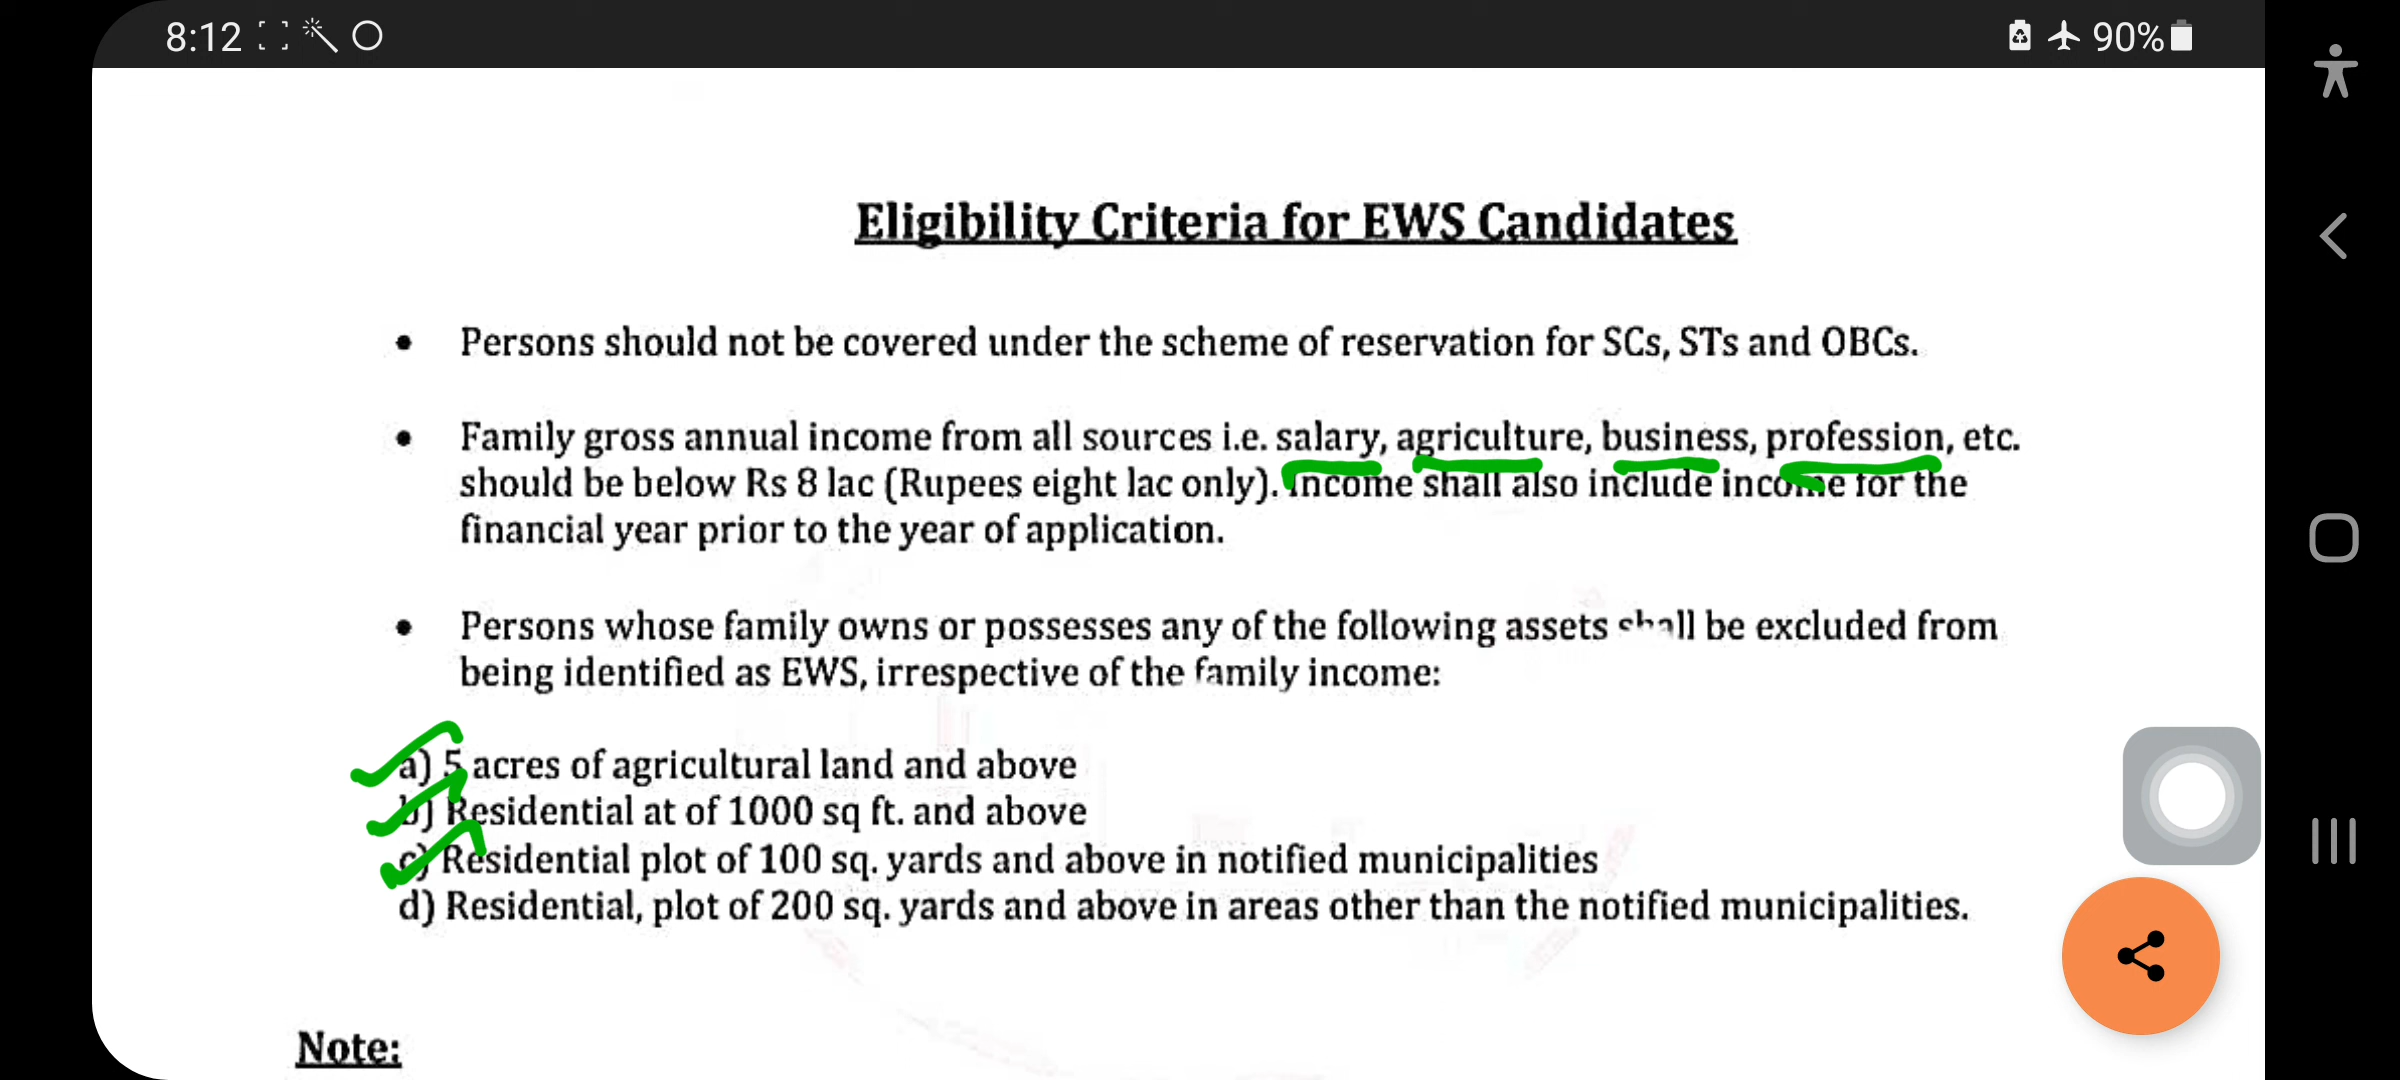 8:12
90%
Eligibility Criteria for EWS Candidates
• Persons should not be covered under the scheme of reservation for SCs, STs and OBCs.
• Family gross annual income from all sources i.e. salary, agriculture, business, profession, etc.
should be below Rs 8 lac (Rupees eight lac only). Income shall also include income for the
financial year prior to the year of application.
• Persons whose family owns or possesses any of the following assets shall be excluded from
being identified as EWS, irrespective of the family income:
a) 5 acres of agricultural land and above
b) Residential at of 1000 sq ft. and above
c) Residential plot of 100 sq. yards and above in notified municipalities
d) Residential, plot of 200 sq. yards and above in areas other than the notified municipalities.
Note: